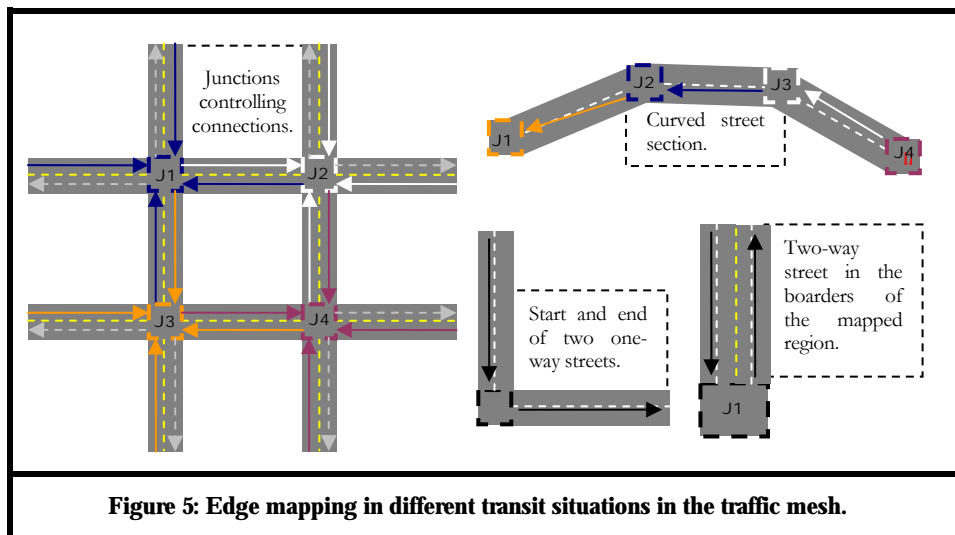 Junctions
controlling
connections.
J1
J2
J3
J4
J1
J2
J3
J4
Curved street
section.
Start and end
of two one-
way streets.
J1
Two-way
street in the
boarders of
the mapped
region.
Figure 5: Edge mapping in different transit situations in the traffic mesh.